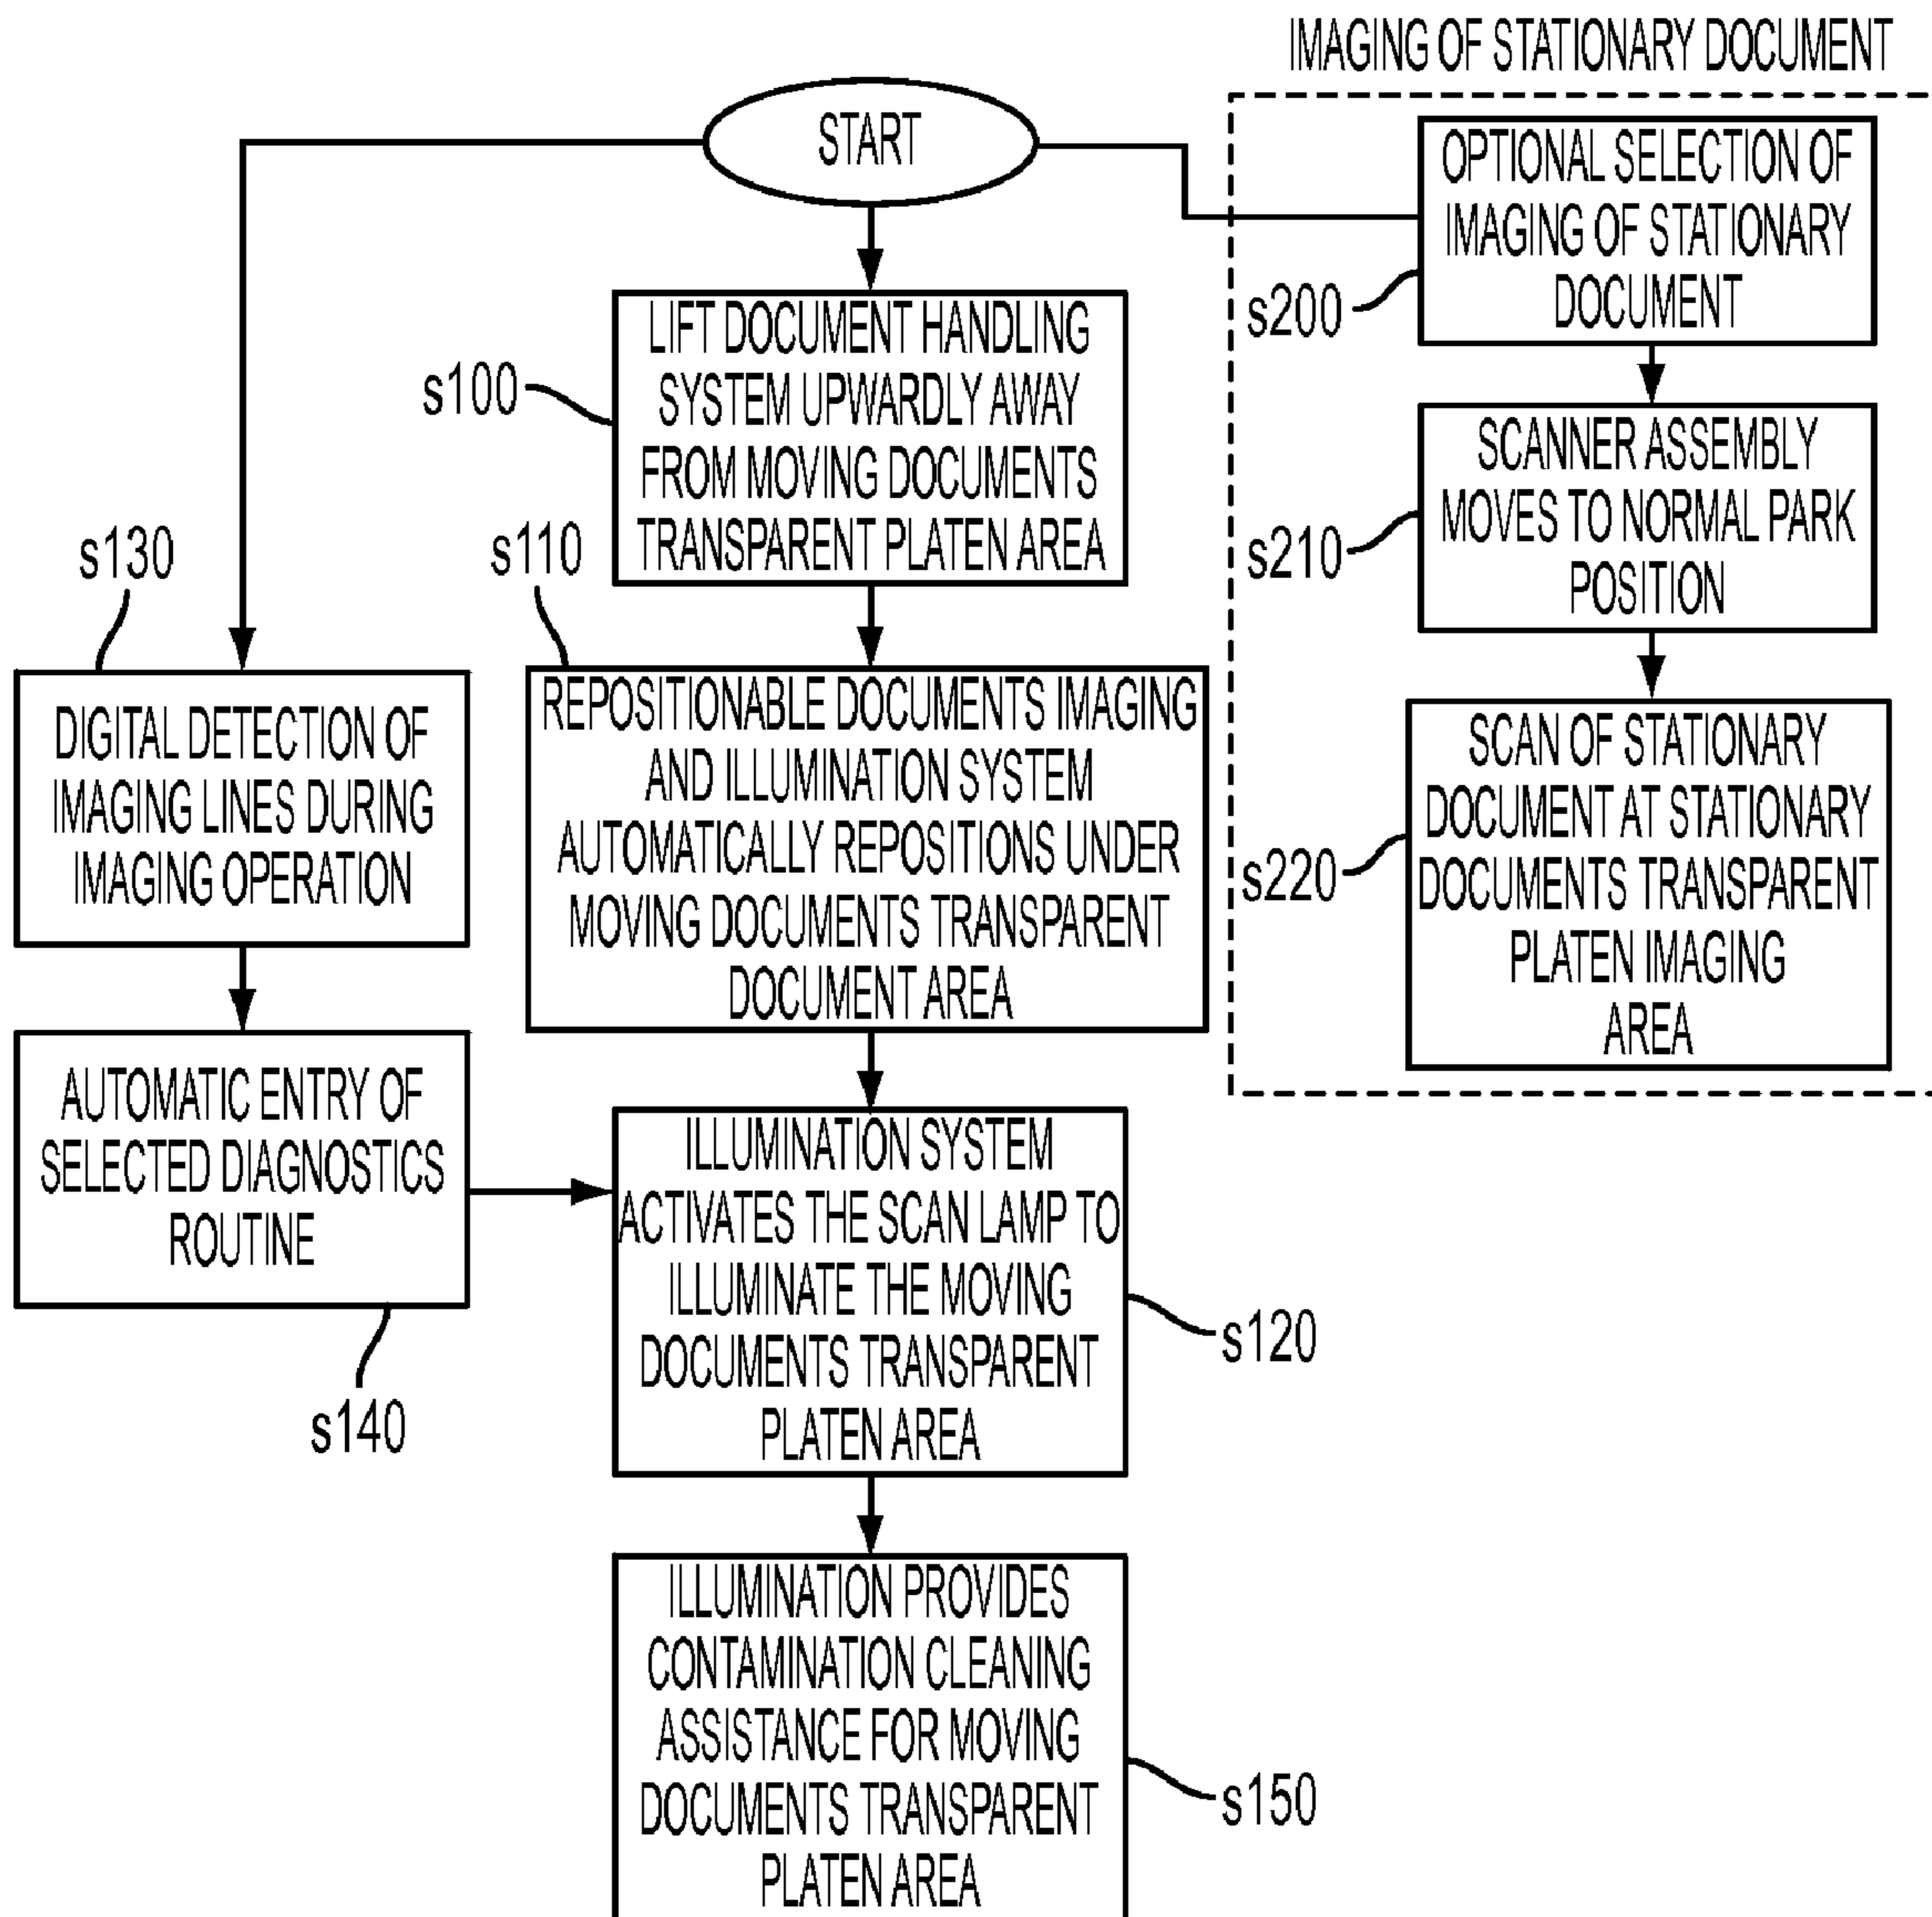 IMAGING OF STATIONARY DOCUMENT
START
OPTIONAL SELECTION OF
IMAGING OF STATIONARY
DOCUMENT
s200
LIFT DOCUMENT HANDLING
SYSTEM UPWARDLY AWAY
FROM MOVING DOCUMENTS
TRANSPARENT PLATEN AREA
s100
SCANNER ASSEMBLY
MOVES TO NORMAL PARK
POSITION
s210
s130
s110
DIGITAL DETECTION OF
IMAGING LINES DURING
IMAGING OPERATION
REPOSITIONABLE DOCUMENTS IMAGING
AND ILLUMINATION SYSTEM
AUTOMATICALLY REPOSITIONS UNDER
MOVING DOCUMENTS TRANSPARENT
DOCUMENT AREA
SCAN OF STATIONARY
DOCUMENT AT STATIONARY
DOCUMENTS TRANSPARENT
PLATEN IMAGING
AREA
s220
AUTOMATIC ENTRY OF
SELECTED DIAGNOSTICS
ROUTINE
s140
ILLUMINATION SYSTEM
ACTIVATES THE SCAN LAMP TO
ILLUMINATE THE MOVING
DOCUMENTS TRANSPARENT
PLATEN AREA
s120
ILLUMINATION PROVIDES
CONTAMINATION CLEANING
ASSISTANCE FOR MOVING
DOCUMENTS TRANSPARENT
PLATEN AREA
s150